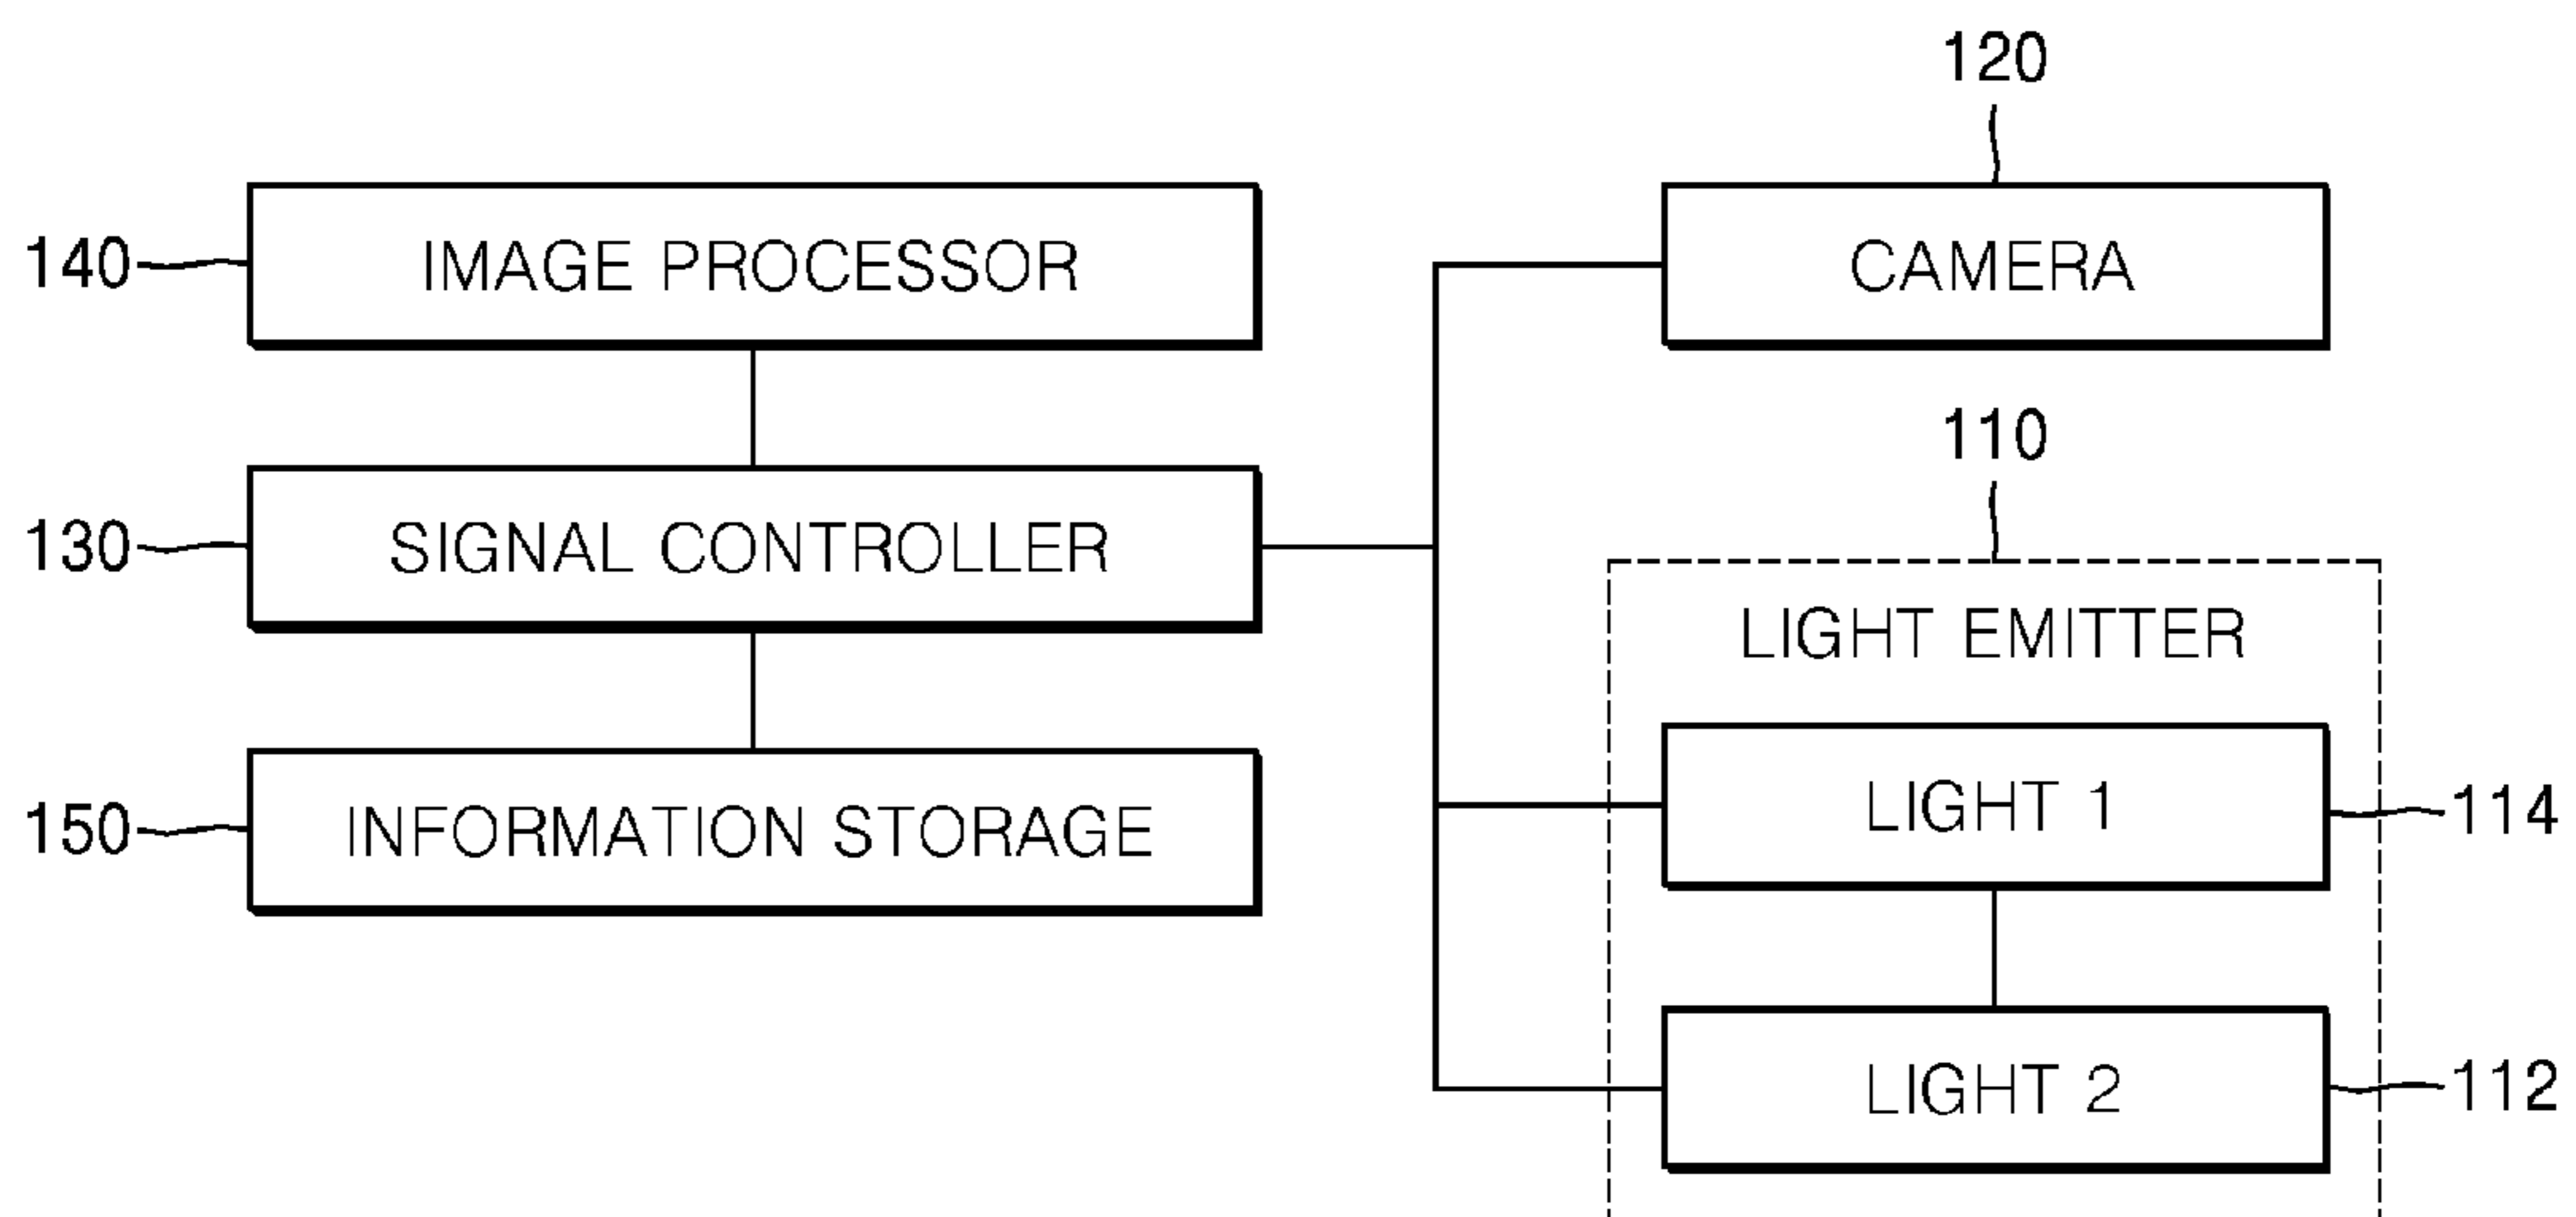 120
140
IMAGE PROCESSOR
CAMERA
110
130
SIGNAL CONTROLLER
LIGHT EMITTER
150
INFORMATION STORAGE
LIGHT 1
114
LIGHT 2
112